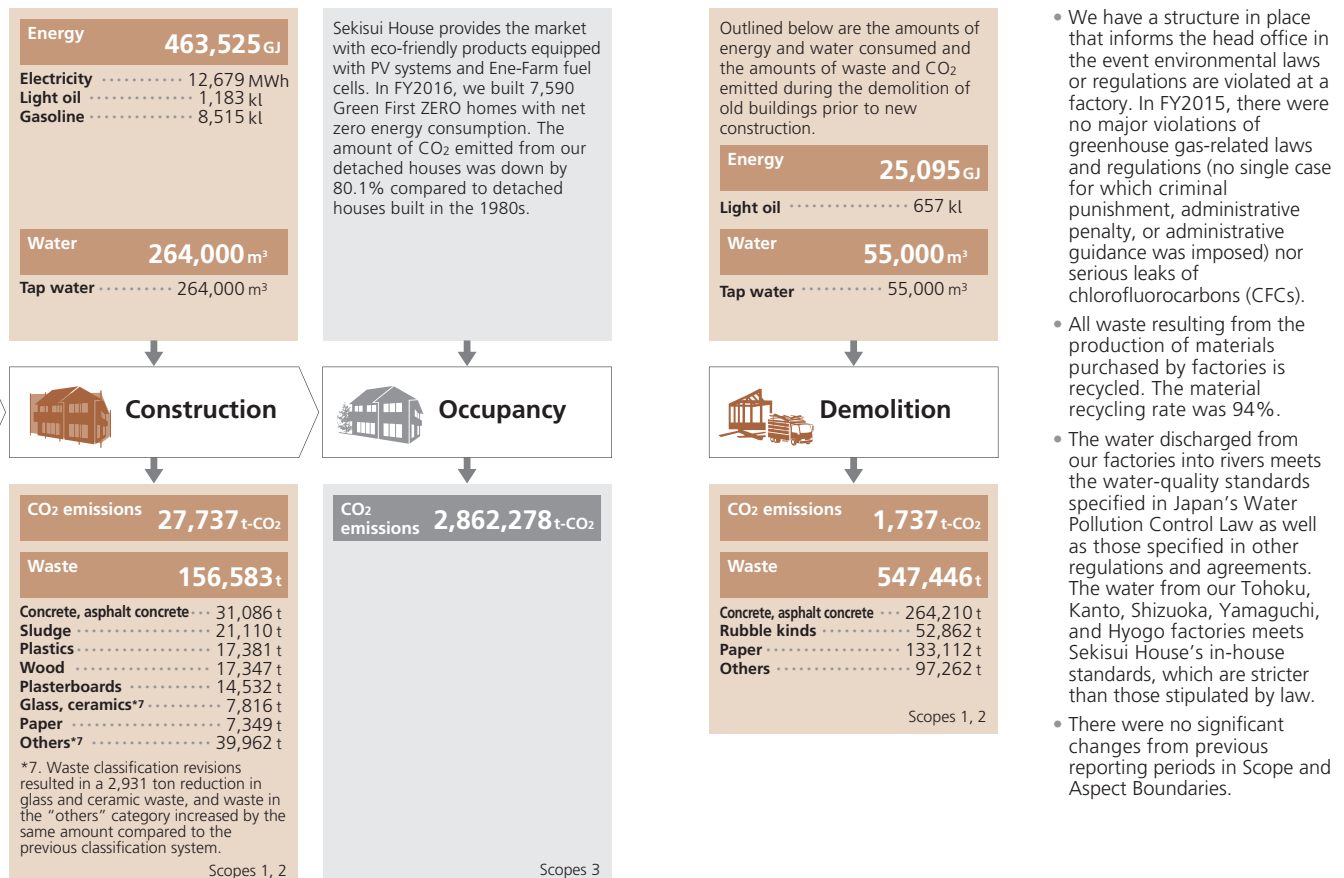 Energy
463,525 GJ
Electricity ··········· 12,679 MWh
Light oil ··············· 1,183 kl
Gasoline ··············· 8,515 kl
Water
264,000 m³
Tap water ·········· 264,000 m³
Construction
CO₂ emissions 27,737 t-CO₂
Waste
156,583 t
Concrete, asphalt concrete ··· 31,086 t
Sludge ················· 21,110 t
Plastics ················· 17,381 t
Wood ·················· 17,347 t
Plasterboards ··········· 14,532 t
Glass, ceramics*7 ·········· 7,816 t
Paper ··················· 7,349 t
Others*7 ··············· 39,962 t
*7. Waste classification revisions
resulted in a 2,931 ton reduction in
glass and ceramic waste, and waste in
the “others” category increased by the
same amount compared to the
previous classification system.
Scopes 1, 2
Sekisui House provides the market
with eco-friendly products equipped
with PV systems and Ene-Farm fuel
cells. In FY2016, we built 7,590
Green First ZERO homes with net
zero energy consumption. The
amount of CO₂ emitted from our
detached houses was down by
80.1% compared to detached
houses built in the 1980s.
Occupancy
CO₂
emissions 2,862,278 t-CO₂
Scopes 3
Outlined below are the amounts of
energy and water consumed and
the amounts of waste and CO₂
emitted during the demolition of
old buildings prior to new
construction.
Energy
25,095 GJ
Light oil ················ 657 kl
Water
55,000 m³
Tap water ··········· 55,000 m³
Demolition
CO₂ emissions
1,737 t-CO₂
Waste
547,446 t
Concrete, asphalt concrete ··· 264,210 t
Rubble kinds ··········· 52,862 t
Paper ················· 133,112 t
Others ················· 97,262 t
Scopes 1, 2
• We have a structure in place
that informs the head office in
the event environmental laws
or regulations are violated at a
factory. In FY2015, there were
no major violations of
greenhouse gas-related laws
and regulations (no single case
for which criminal
punishment, administrative
penalty, or administrative
guidance was imposed) nor
serious leaks of
chlorofluorocarbons (CFCs).
• All waste resulting from the
production of materials
purchased by factories is
recycled. The material
recycling rate was 94%.
• The water discharged from
our factories into rivers meets
the water-quality standards
specified in Japan’s Water
Pollution Control Law as well
as those specified in other
regulations and agreements.
The water from our Tohoku,
Kanto, Shizuoka, Yamaguchi,
and Hyogo factories meets
Sekisui House’s in-house
standards, which are stricter
than those stipulated by law.
• There were no significant
changes from previous
reporting periods in Scope and
Aspect Boundaries.